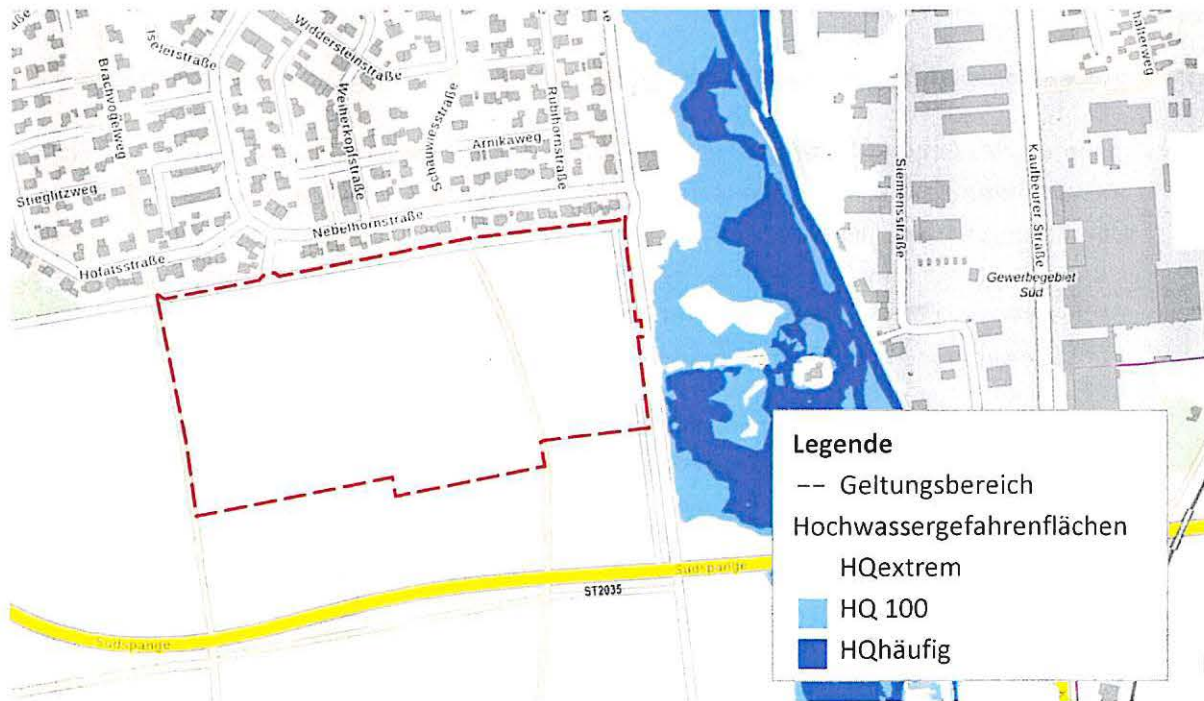 Widdersteinstraße
Iselerstraße
Brachvogelweg
Weiherkopfstraße
Schauwiesstraße
Rubihornstraße
Arnikaweg
Stieglitzweg
Nebelhornstraße
Hofatsstraße
Siemensstraße
Kaufbeurer Straße
Gewerbegebiet
Süd
Südspange
ST2035
Südspange
Legende
-- Geltungsbereich
Hochwassergefahrenflächen
HQextrem
HQ 100
HQhäufig